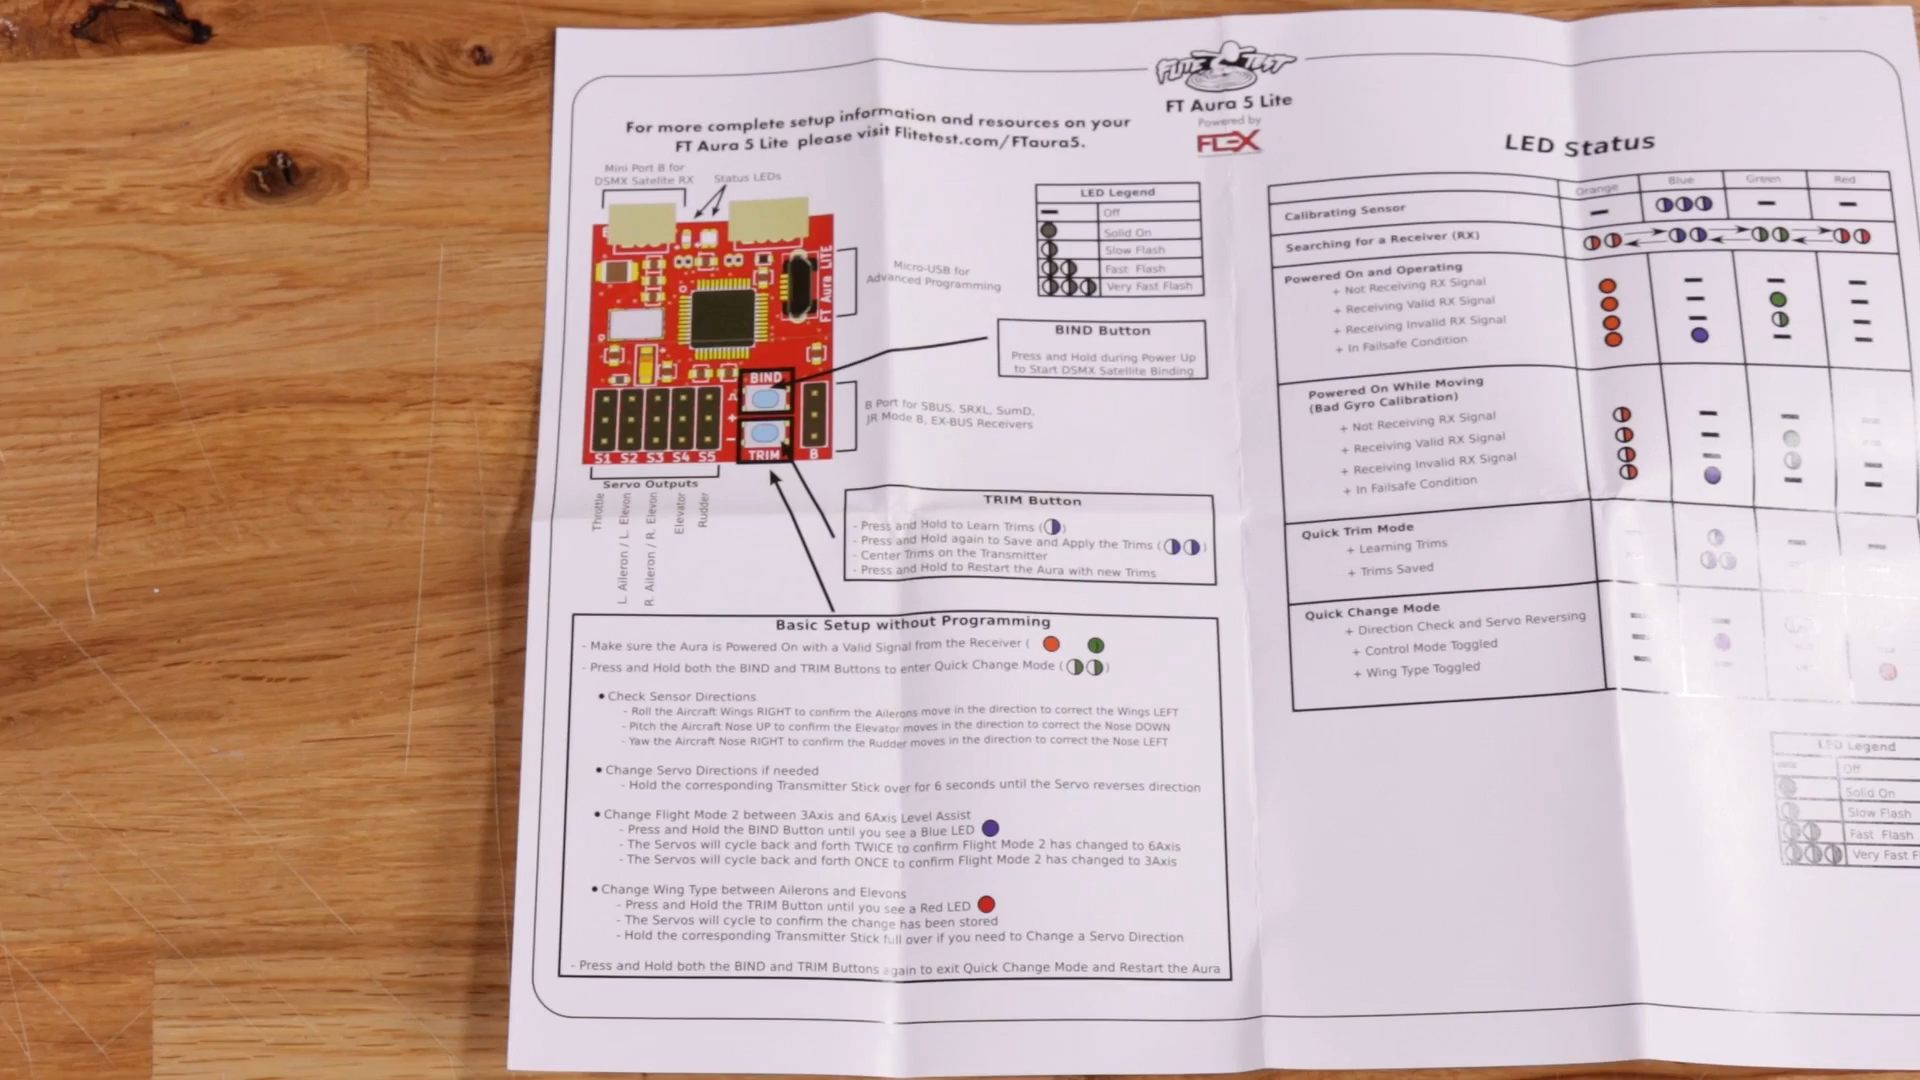 FLITE TEST
FT Aura 5 Lite
Powered by
FLEX
For more complete setup information and resources on your
FT Aura 5 Lite please visit Flitetest.com/FTaura5.
Mini Port B for
DSMX Satelite RX
Status LEDs
FT Aura LITE
Micro-USB for
Advanced Programming
LED Legend
Off
Solid On
Slow Flash
Fast Flash
Very Fast Flash
BIND Button
Press and Hold during Power Up
to Start DSMX Satellite Binding
BIND
TRIM
B
B Port for SBUS, SRXL, SumD,
JR Mode B, EX-BUS Receivers
S1 S2 S3 S4 S5
Servo Outputs
Throttle
L. Aileron / L. Elevon
R. Aileron / R. Elevon
Elevator
Rudder
TRIM Button
- Press and Hold to Learn Trims ( )
- Press and Hold again to Save and Apply the Trims ( )
- Center Trims on the Transmitter
- Press and Hold to Restart the Aura with new Trims
Basic Setup without Programming
- Make sure the Aura is Powered On with a Valid Signal from the Receiver (
- Press and Hold both the BIND and TRIM Buttons to enter Quick Change Mode ( )
• Check Sensor Directions
- Roll the Aircraft Wings RIGHT to confirm the Ailerons move in the direction to correct the Wings LEFT
- Pitch the Aircraft Nose UP to confirm the Elevator moves in the direction to correct the Nose DOWN
- Yaw the Aircraft Nose RIGHT to confirm the Rudder moves in the direction to correct the Nose LEFT
• Change Servo Directions if needed
- Hold the corresponding Transmitter Stick over for 6 seconds until the Servo reverses direction
• Change Flight Mode 2 between 3Axis and 6Axis Level Assist
- Press and Hold the BIND Button until you see a Blue LED
- The Servos will cycle back and forth TWICE to confirm Flight Mode 2 has changed to 6Axis
- The Servos will cycle back and forth ONCE to confirm Flight Mode 2 has changed to 3Axis
• Change Wing Type between Ailerons and Elevons
- Press and Hold the TRIM Button until you see a Red LED
- The Servos will cycle to confirm the change has been stored
- Hold the corresponding Transmitter Stick full over if you need to Change a Servo Direction
- Press and Hold both the BIND and TRIM Buttons again to exit Quick Change Mode and Restart the Aura
LED Status
Orange Blue Green Red
Calibrating Sensor
Searching for a Receiver (RX)
Powered On and Operating
+ Not Receiving RX Signal
+ Receiving Valid RX Signal
+ Receiving Invalid RX Signal
+ In Failsafe Condition
Powered On While Moving
(Bad Gyro Calibration)
+ Not Receiving RX Signal
+ Receiving Valid RX Signal
+ Receiving Invalid RX Signal
+ In Failsafe Condition
Quick Trim Mode
+ Learning Trims
+ Trims Saved
Quick Change Mode
+ Direction Check and Servo Reversing
+ Control Mode Toggled
+ Wing Type Toggled
LED Legend
Off
Solid On
Slow Flash
Fast Flash
Very Fast F